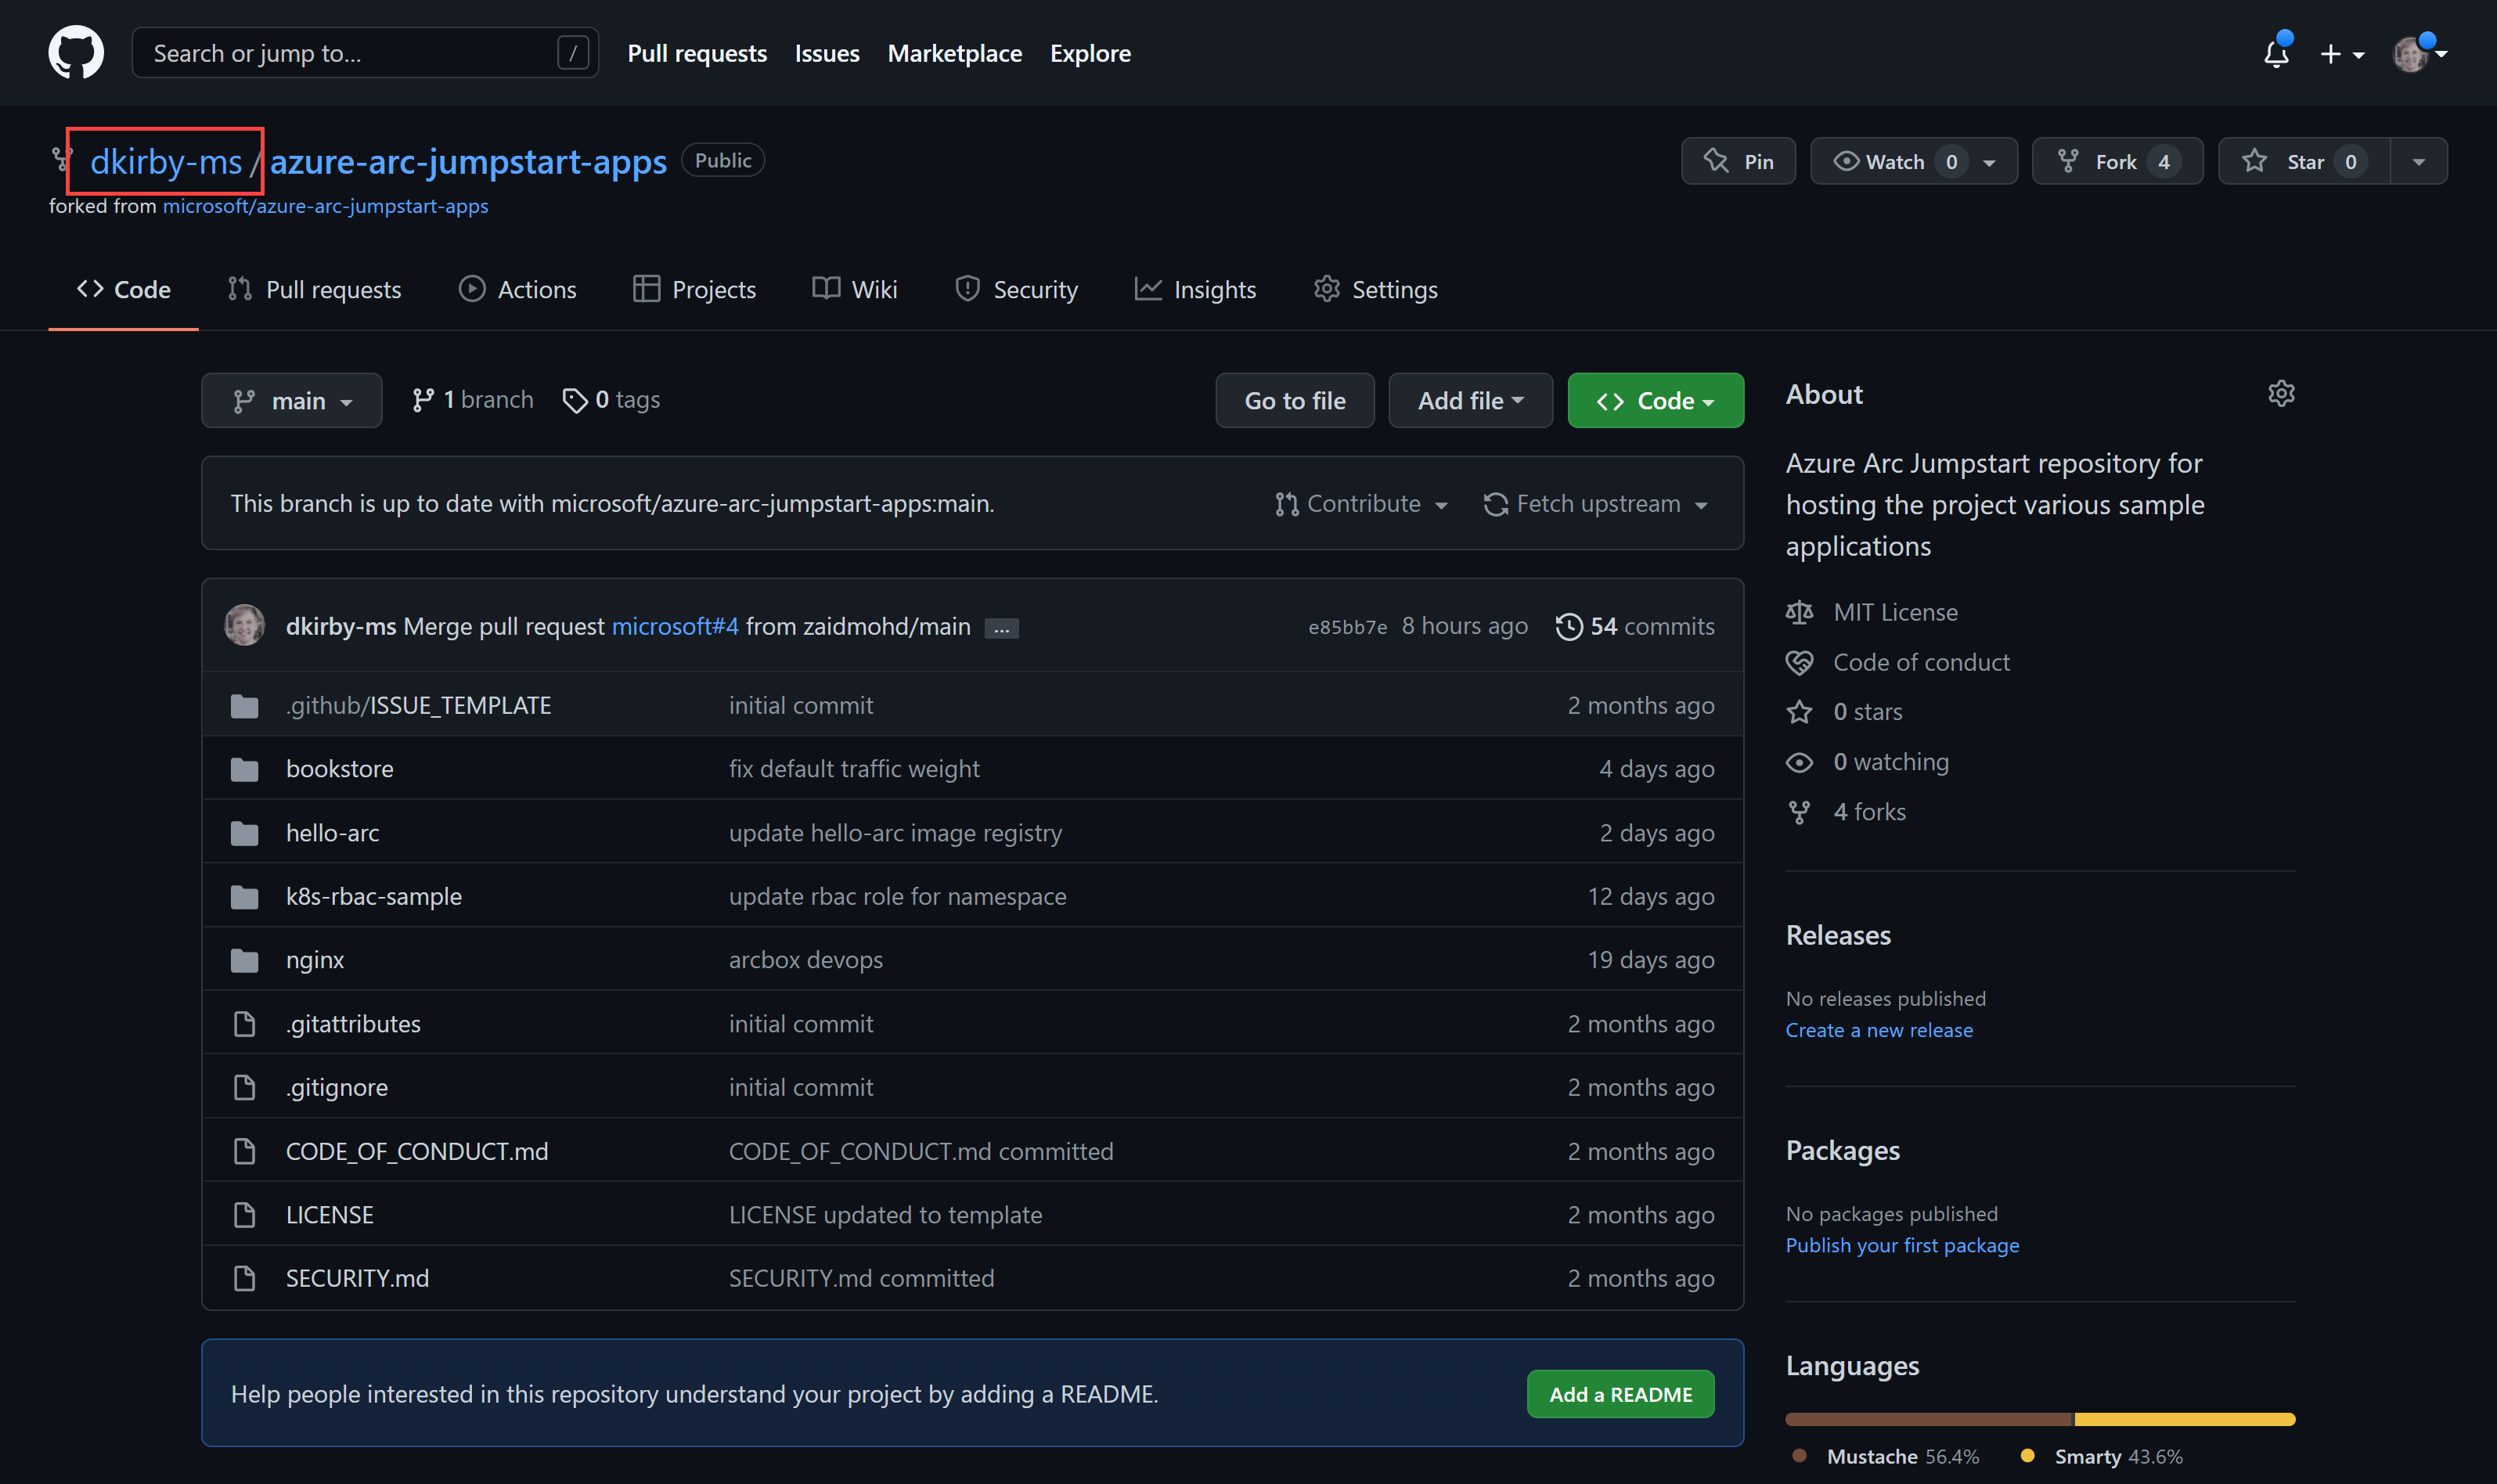 Search or jump to... / Pull requests Issues Marketplace Explore
dkirby-ms / azure-arc-jumpstart-apps Public Pin Watch 0 Fork 4 Star 0
forked from microsoft/azure-arc-jumpstart-apps
Code Pull requests Actions Projects Wiki Security Insights Settings
main 1 branch 0 tags Go to file Add file Code
This branch is up to date with microsoft/azure-arc-jumpstart-apps:main. Contribute Fetch upstream
dkirby-ms Merge pull request microsoft#4 from zaidmohd/main ... e85bb7e 8 hours ago 54 commits
.github/ISSUE_TEMPLATE initial commit 2 months ago
bookstore fix default traffic weight 4 days ago
hello-arc update hello-arc image registry 2 days ago
k8s-rbac-sample update rbac role for namespace 12 days ago
nginx arcbox devops 19 days ago
.gitattributes initial commit 2 months ago
.gitignore initial commit 2 months ago
CODE_OF_CONDUCT.md CODE_OF_CONDUCT.md committed 2 months ago
LICENSE LICENSE updated to template 2 months ago
SECURITY.md SECURITY.md committed 2 months ago
Help people interested in this repository understand your project by adding a README. Add a README
About
Azure Arc Jumpstart repository for
hosting the project various sample
applications
MIT License
Code of conduct
0 stars
0 watching
4 forks
Releases
No releases published
Create a new release
Packages
No packages published
Publish your first package
Languages
Mustache 56.4% Smarty 43.6%